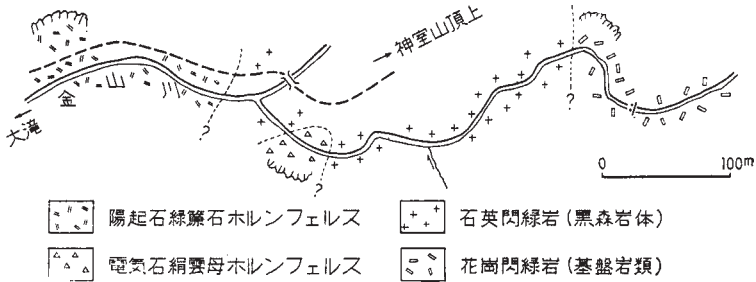 神室山頂上
金山川
大滝
?
?
?
0 100m
陽起石緑簾石ホルンフェルス
石英閃緑岩(黒森岩体)
電気石絹雲母ホルンフェルス
花崗閃緑岩(基盤岩類)